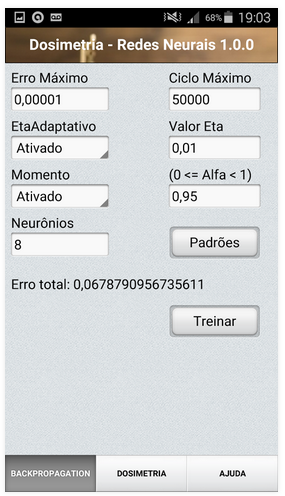 68% 19:03
Dosimetria - Redes Neurais 1.0.0
Erro Máximo Ciclo Máximo
0,00001 50000
EtaAdaptativo Valor Eta
Ativado 0,01
Momento (0 <= Alfa < 1)
Ativado 0,95
Neurônios
8 Padrões
Erro total: 0,0678790956735611
Treinar
BACKPROPAGATION DOSIMETRIA AJUDA